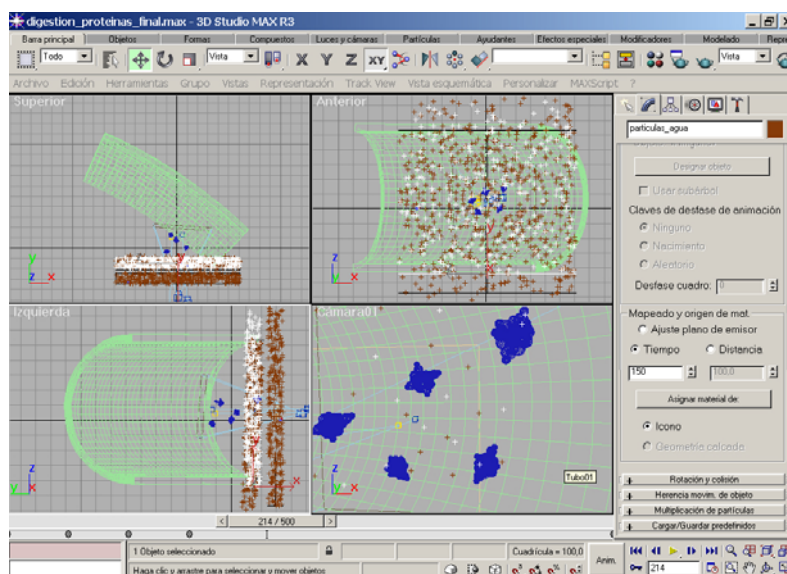 digestion_proteinas_final.max - 3D Studio MAX R3
Barra principal Objetos Formas Compuestos Luces y cámaras Partículas Ayudantes Efectos especiales Modificadores Modelado
Todo Vista X Y Z XY Vista
Archivo Edición Herramientas Grupo Vistas Representación Track View Vista esquemática Personalizar MAXScript ?
Superior
Anterior
particulas_agua
Designar objeto
Usar subárbol
Claves de desfase de animación
Ninguno
Nacimiento
Aleatorio
Desfase cuadro: 0
Izquierda
Cámara01
Mapeado y origen de mat.
Ajuste plano de emisor
Tiempo Distancia
150 100,0
Asignar material de:
Icono
Geometría calcada
Tubo01
Rotación y colisión
Herencia movim. de objeto
Multiplicación de partículas
Cargar/Guardar predefinidos
214 / 500
1 Objeto seleccionado
Cuadrícula = 100,0
Anim.
Haga clic y arrastre para seleccionar y mover objetos
214